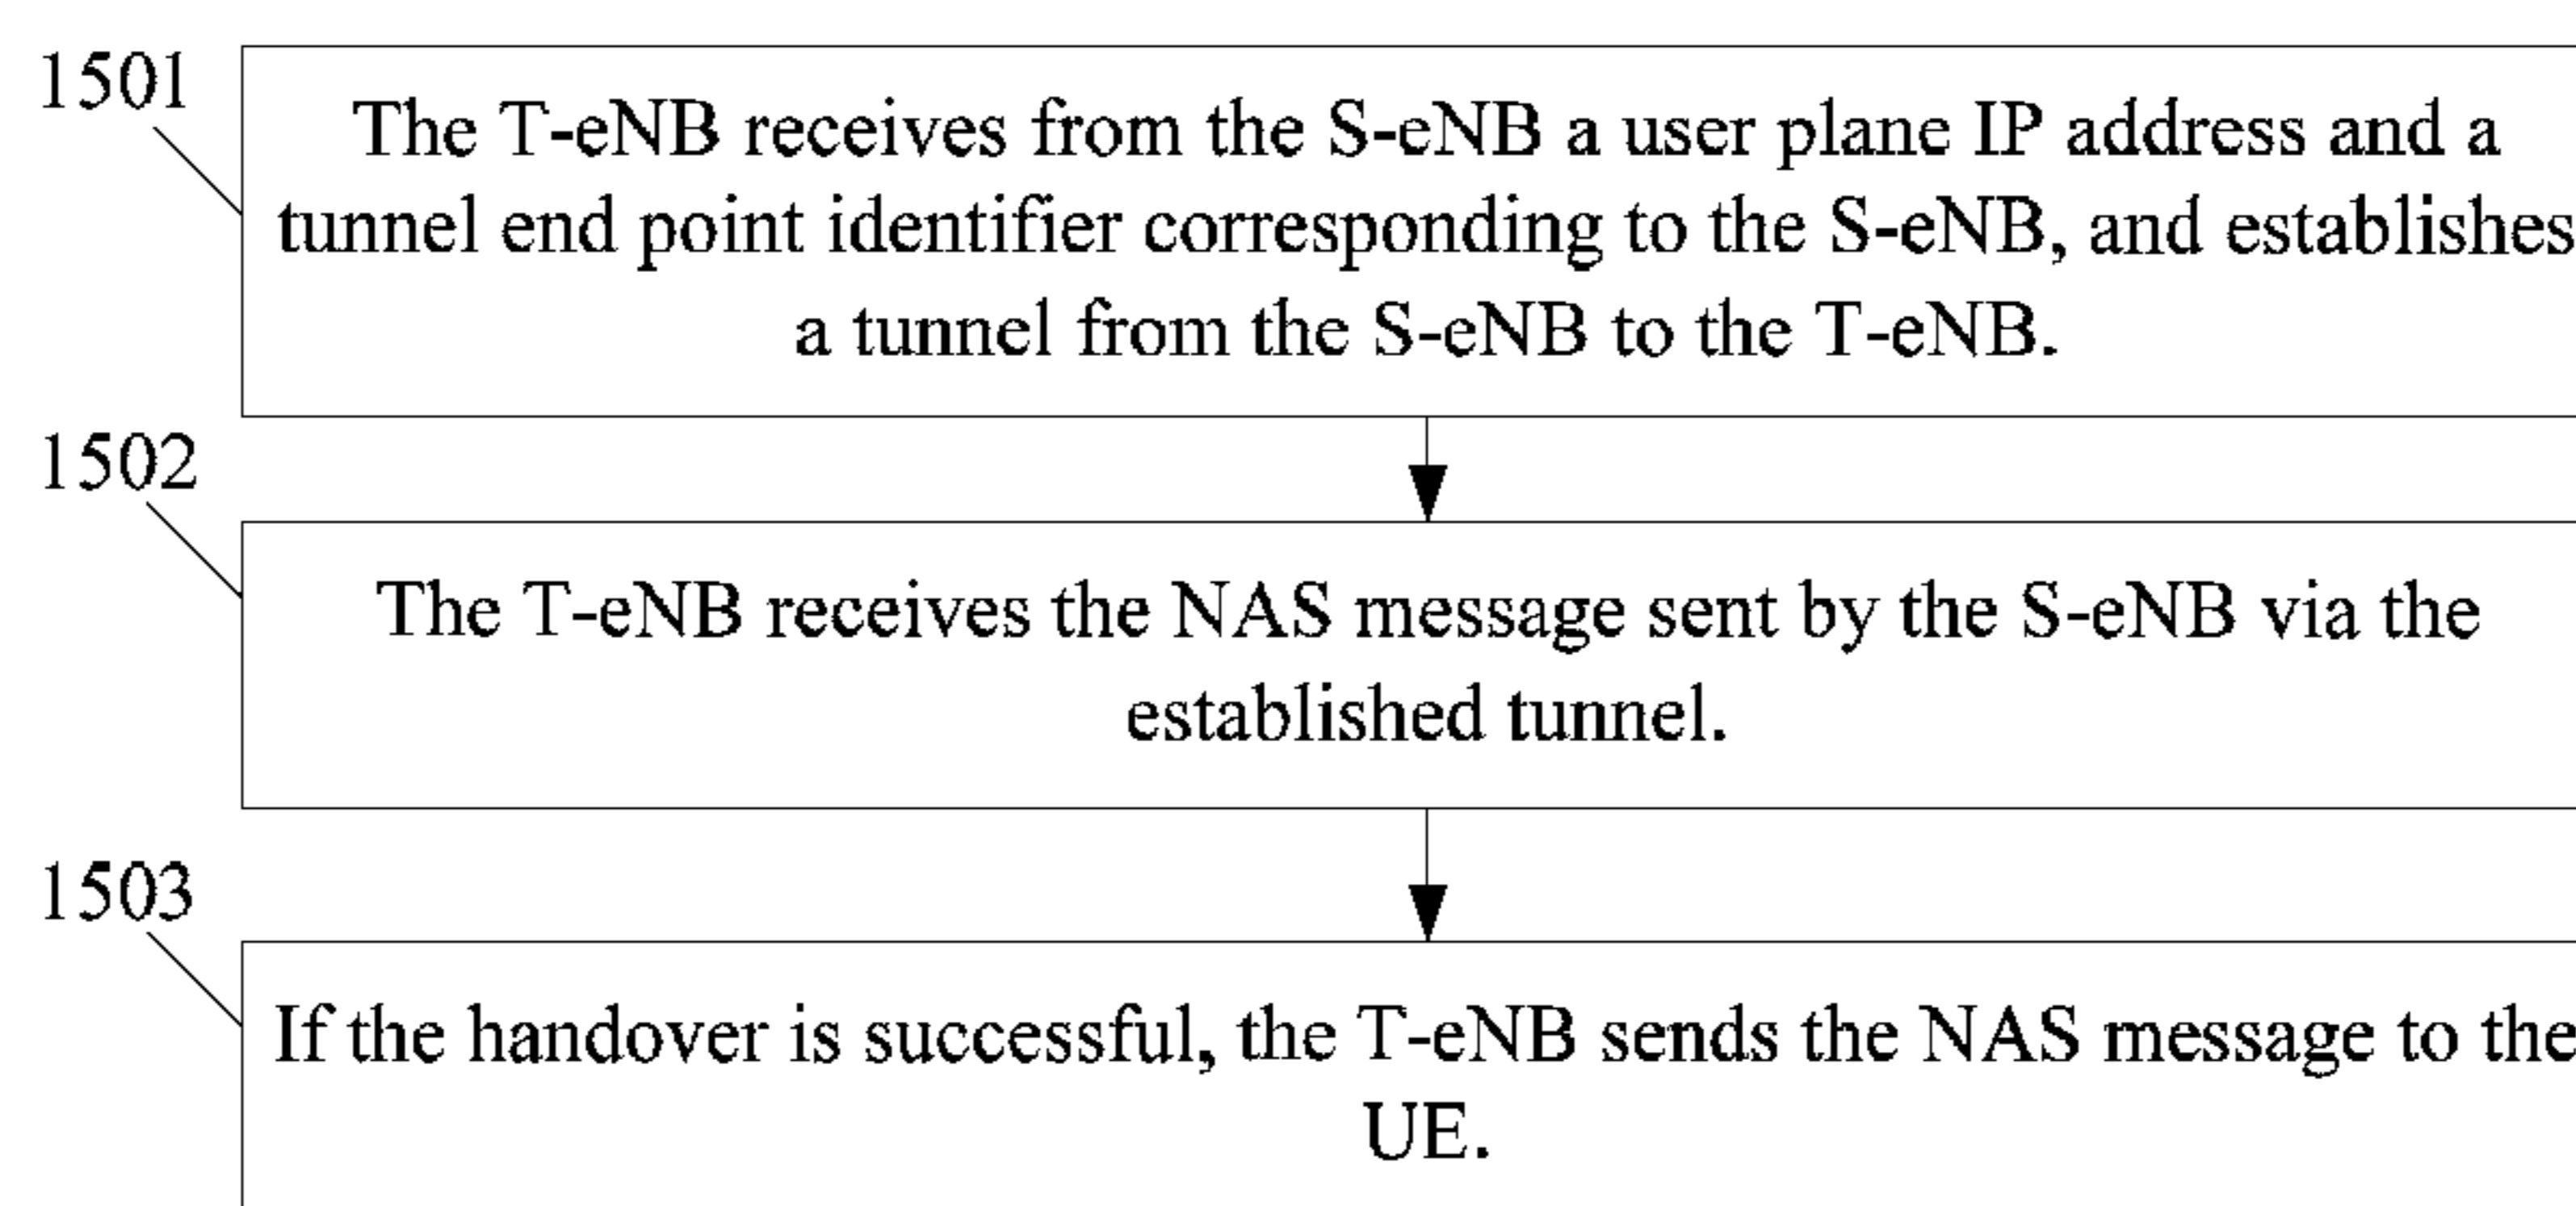 1501
The T-eNB receives from the S-eNB a user plane IP address and a
tunnel end point identifier corresponding to the S-eNB, and establishes
a tunnel from the S-eNB to the T-eNB.
1502
The T-eNB receives the NAS message sent by the S-eNB via the
established tunnel.
1503
If the handover is successful, the T-eNB sends the NAS message to the
UE.